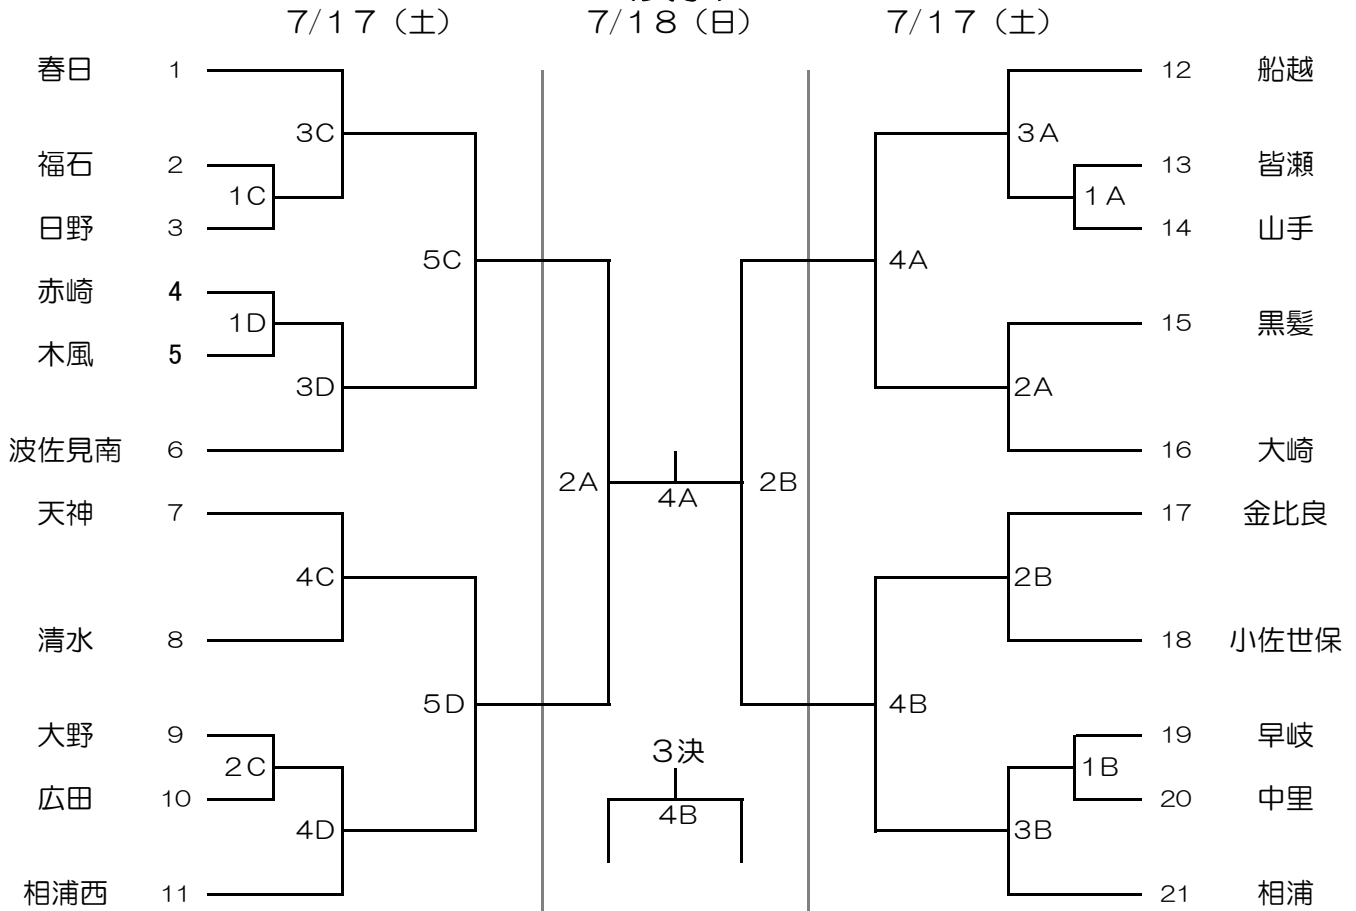 7/17（土）
7/18（日）
7/17（土）
春日 1
福石 2
日野 3
赤崎 4
木風 5
波佐見南 6
天神 7
清水 8
大野 9
広田 10
相浦西 11
3C
1C
5C
1D
3D
4C
5D
2C
4D
2A
4A
2B
3決
4B
12 船越
13 皆瀬
14 山手
15 黒髪
16 大崎
17 金比良
18 小佐世保
19 早岐
20 中里
21 相浦
3A
1A
4A
2A
2B
4B
1B
3B